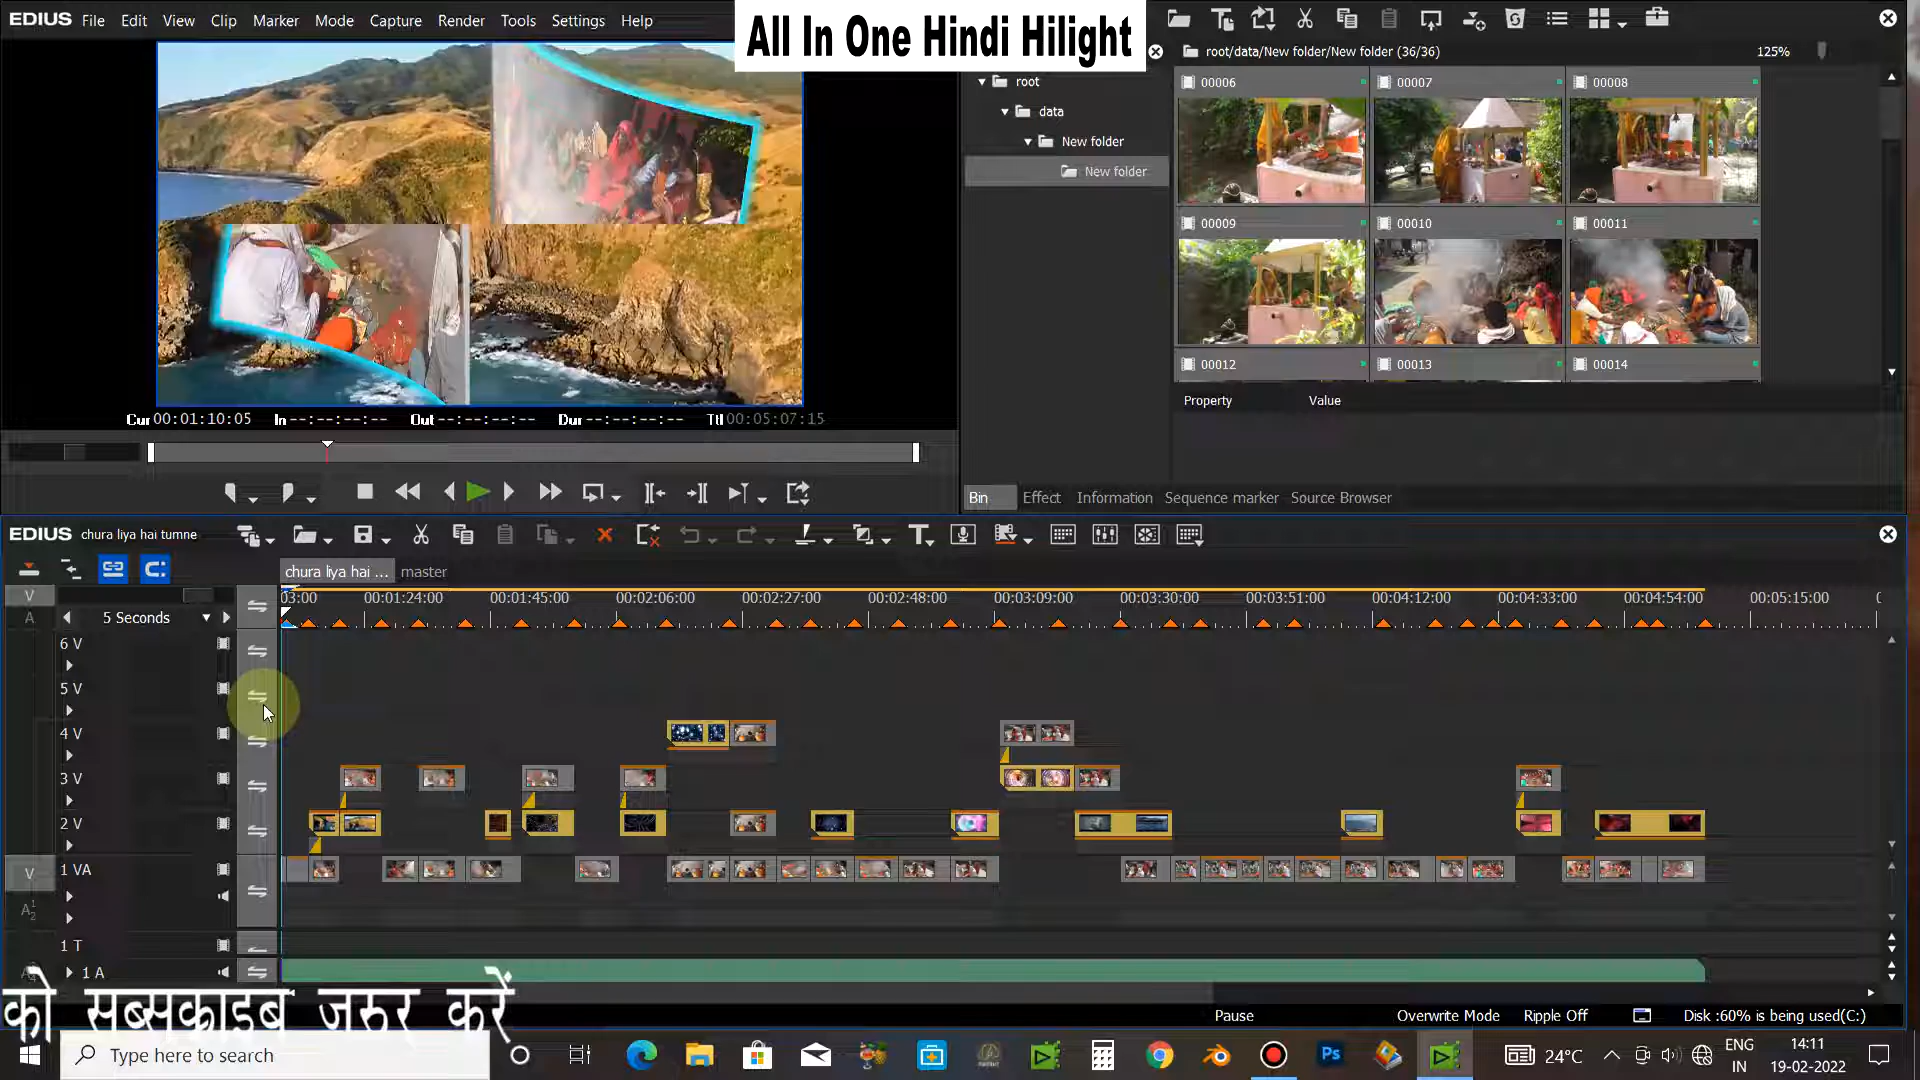 EDIUS File Edit View Clip Marker Mode Capture Render Tools Settings Help
All In One Hindi Hilight
root/data/New folder/New folder (36/36) 125%
root
data
New folder
New folder
00006 00007 00008
00009 00010 00011
00012 00013 00014
Property Value
Cur 00:01:10:05 In --:--:--:-- Out --:--:--:-- Dur --:--:--:-- Ttl 00:05:07:15
Bin Effect Information Sequence marker Source Browser
EDIUS chura liya hai tumne
chura liya hai ... master
V
A
5 Seconds
03:00 00:01:24:00 00:01:45:00 00:02:06:00 00:02:27:00 00:02:48:00 00:03:09:00 00:03:30:00 00:03:51:00 00:04:12:00 00:04:33:00 00:04:54:00 00:05:15:00
6 V
5 V
4 V
3 V
2 V
V 1 VA
A12
1 T
1 A
को सब्सक्राइब जरुर करें
Pause Overwrite Mode Ripple Off Disk :60% is being used(C:)
Type here to search
Ps
24°C
ENG
IN
14:11
19-02-2022